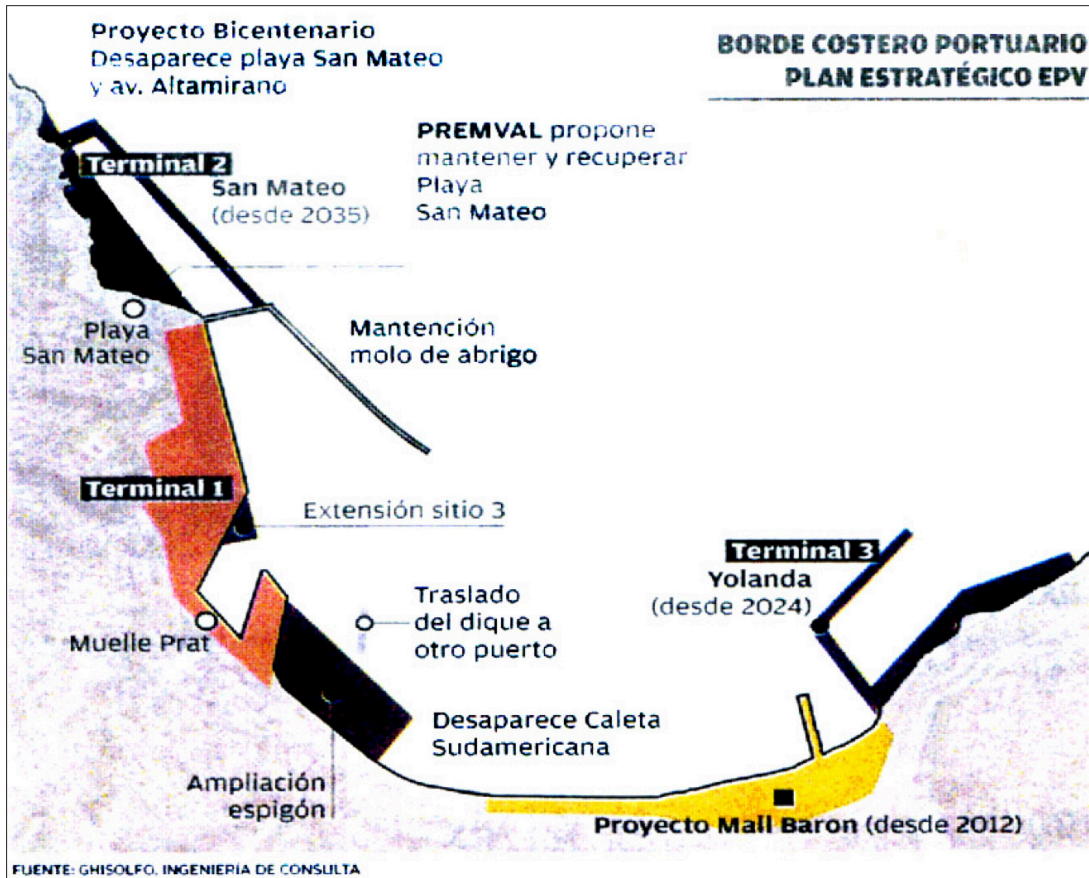 Proyecto Bicentenario
Desaparece playa San Mateo
y av. Altamirano
BORDE COSTERO PORTUARIO
PLAN ESTRATÉGICO EPV
PREMVAL propone
mantener y recuperar
Playa
San Mateo
Terminal 2
San Mateo
(desde 2035)
Playa
San Mateo
Mantención
molo de abrigo
Terminal 1
Extensión sitio 3
Terminal 3
Yolanda
(desde 2024)
Muelle Prat
Traslado
del dique a
otro puerto
Desaparece Caleta
Sudamericana
Ampliación
espigón
Proyecto Mall Baron (desde 2012)
FUENTE: GHISOLFO, INGENIERÍA DE CONSULTA